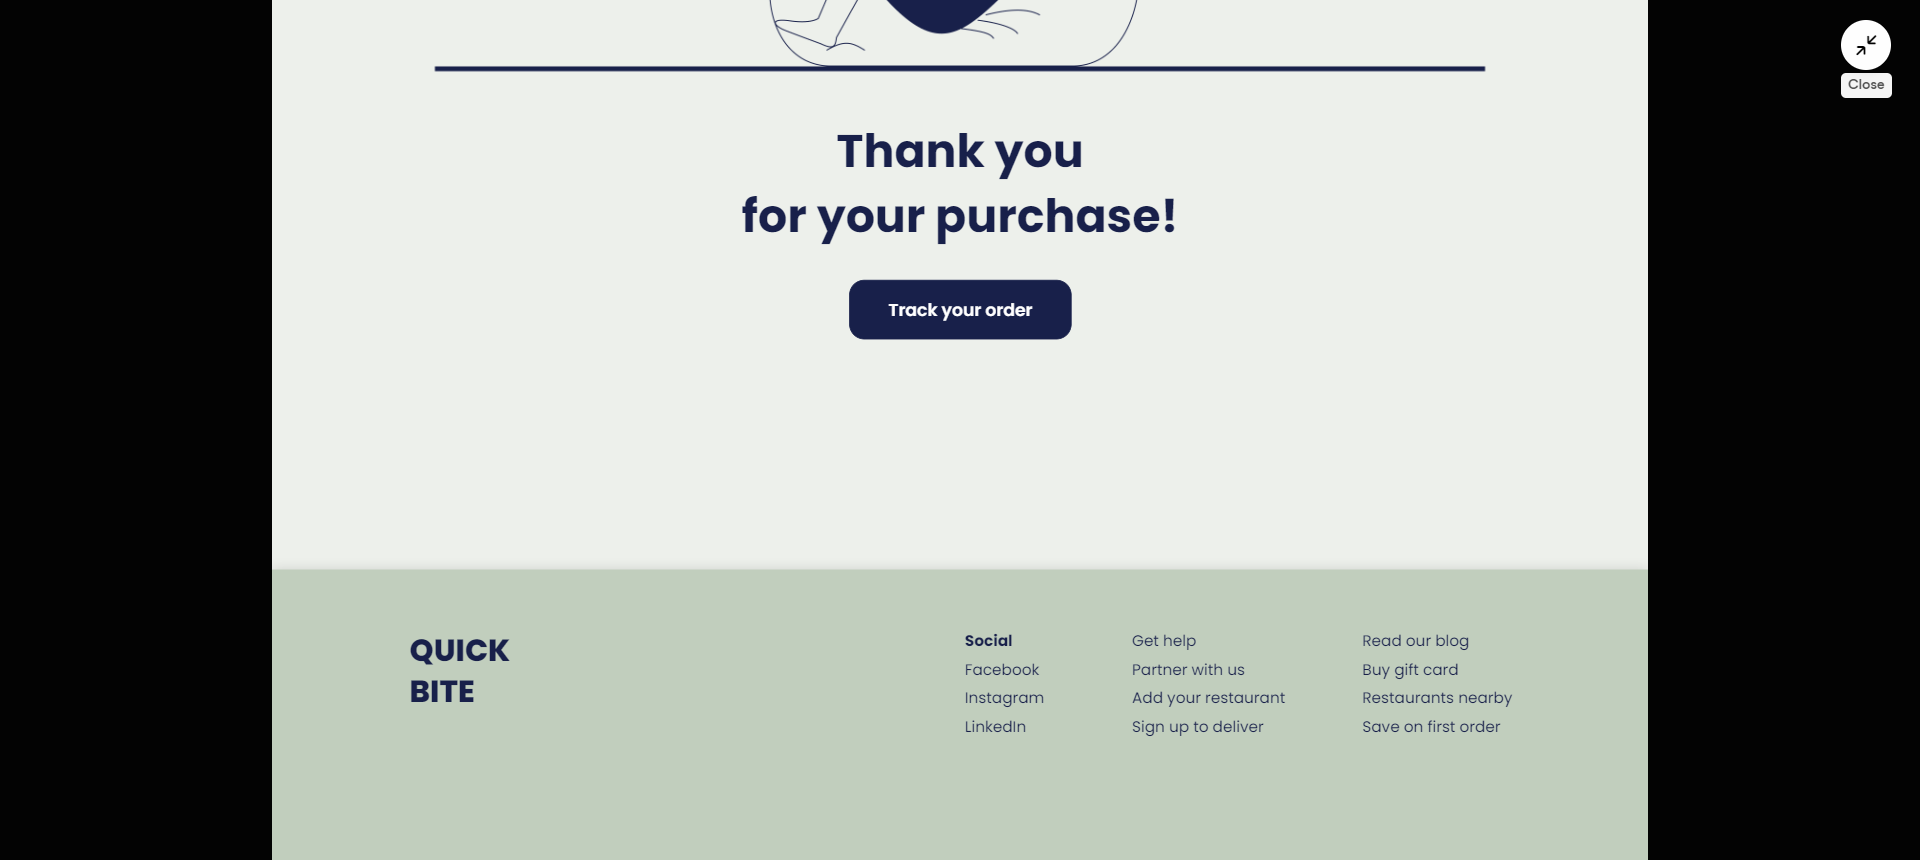 Close
Thank you
for your purchase!
Track your order
QUICK
BITE
Social
Facebook
Instagram
LinkedIn
Get help
Partner with us
Add your restaurant
Sign up to deliver
Read our blog
Buy gift card
Restaurants nearby
Save on first order